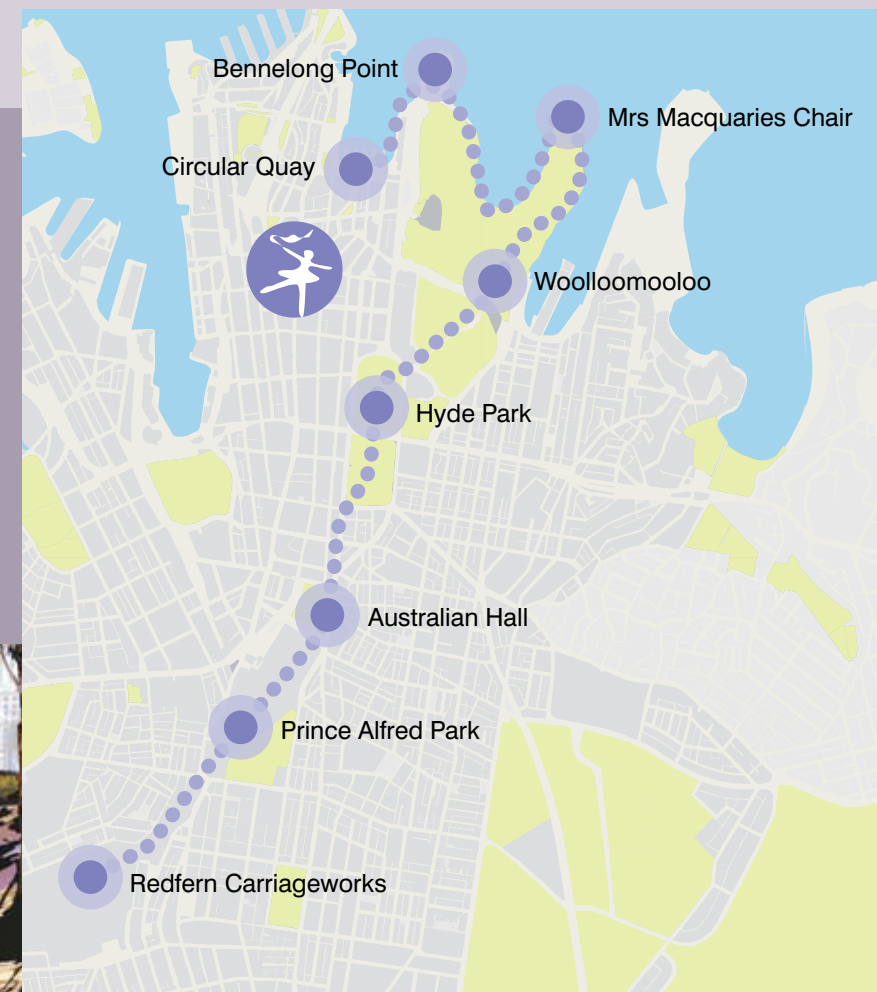 Bennelong Point
Mrs Macquaries Chair
Circular Quay
Woolloomooloo
Hyde Park
Australian Hall
Prince Alfred Park
Redfern Carriageworks